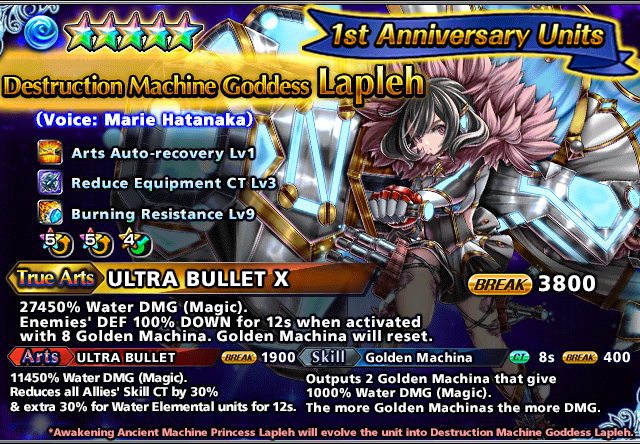 1st Anniversary Units
Destruction Machine Goddess Lapleh
(Voice: Marie Hatanaka)
Arts Auto-recovery Lv1
Reduce Equipment CT Lv3
Burning Resistance Lv9
5 5 4
True Arts ULTRA BULLET X BREAK 3800
27450% Water DMG (Magic).
Enemies' DEF 100% DOWN for 12s when activated
with 8 Golden Machina. Golden Machina will reset.
Arts ULTRA BULLET BREAK 1900 Skill Golden Machina CT 8s BREAK 400
11450% Water DMG (Magic).
Reduces all Allies' Skill CT by 30%
& extra 30% for Water Elemental units for 12s.
Outputs 2 Golden Machina that give
1000% Water DMG (Magic).
The more Golden Machinas the more DMG.
*Awakening Ancient Machine Princess Lapleh will evolve the unit into Destruction Machine Goddess Lapleh.